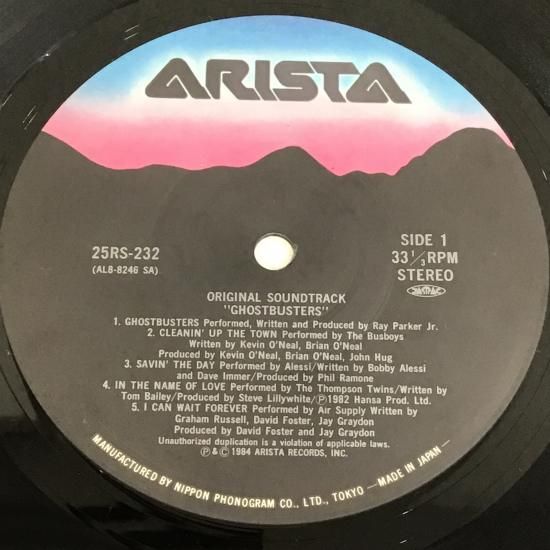 ARISTA
SIDE 1
25RS-232
33 1/3 RPM
(AL8-8246 SA)
STEREO
JASRAC
ORIGINAL SOUNDTRACK
"GHOSTBUSTERS"
1. GHOSTBUSTERS Performed, Written and Produced by Ray Parker Jr.
2. CLEANIN' UP THE TOWN Performed by The Busboys
Written by Kevin O'Neal, Brian O'Neal
Produced by Kevin O'Neal, Brian O'Neal, John Hug
3. SAVIN' THE DAY Performed by Alessi/Written by Bobby Alessi
and Dave Immer/Produced by Phil Ramone
4. IN THE NAME OF LOVE Performed by The Thompson Twins/Written by
Tom Bailey/Produced by Steve Lillywhite/Ⓟ1982 Hansa Prod. Ltd.
5. I CAN WAIT FOREVER Performed by Air Supply Written by
Graham Russell, David Foster and Jay Graydon
Produced by David Foster and Jay Graydon
Unauthorized duplication is a violation of applicable laws.
Ⓟ&© 1984 ARISTA RECORDS, INC.
MANUFACTURED BY NIPPON PHONOGRAM CO., LTD., TOKYO —MADE IN JAPAN—